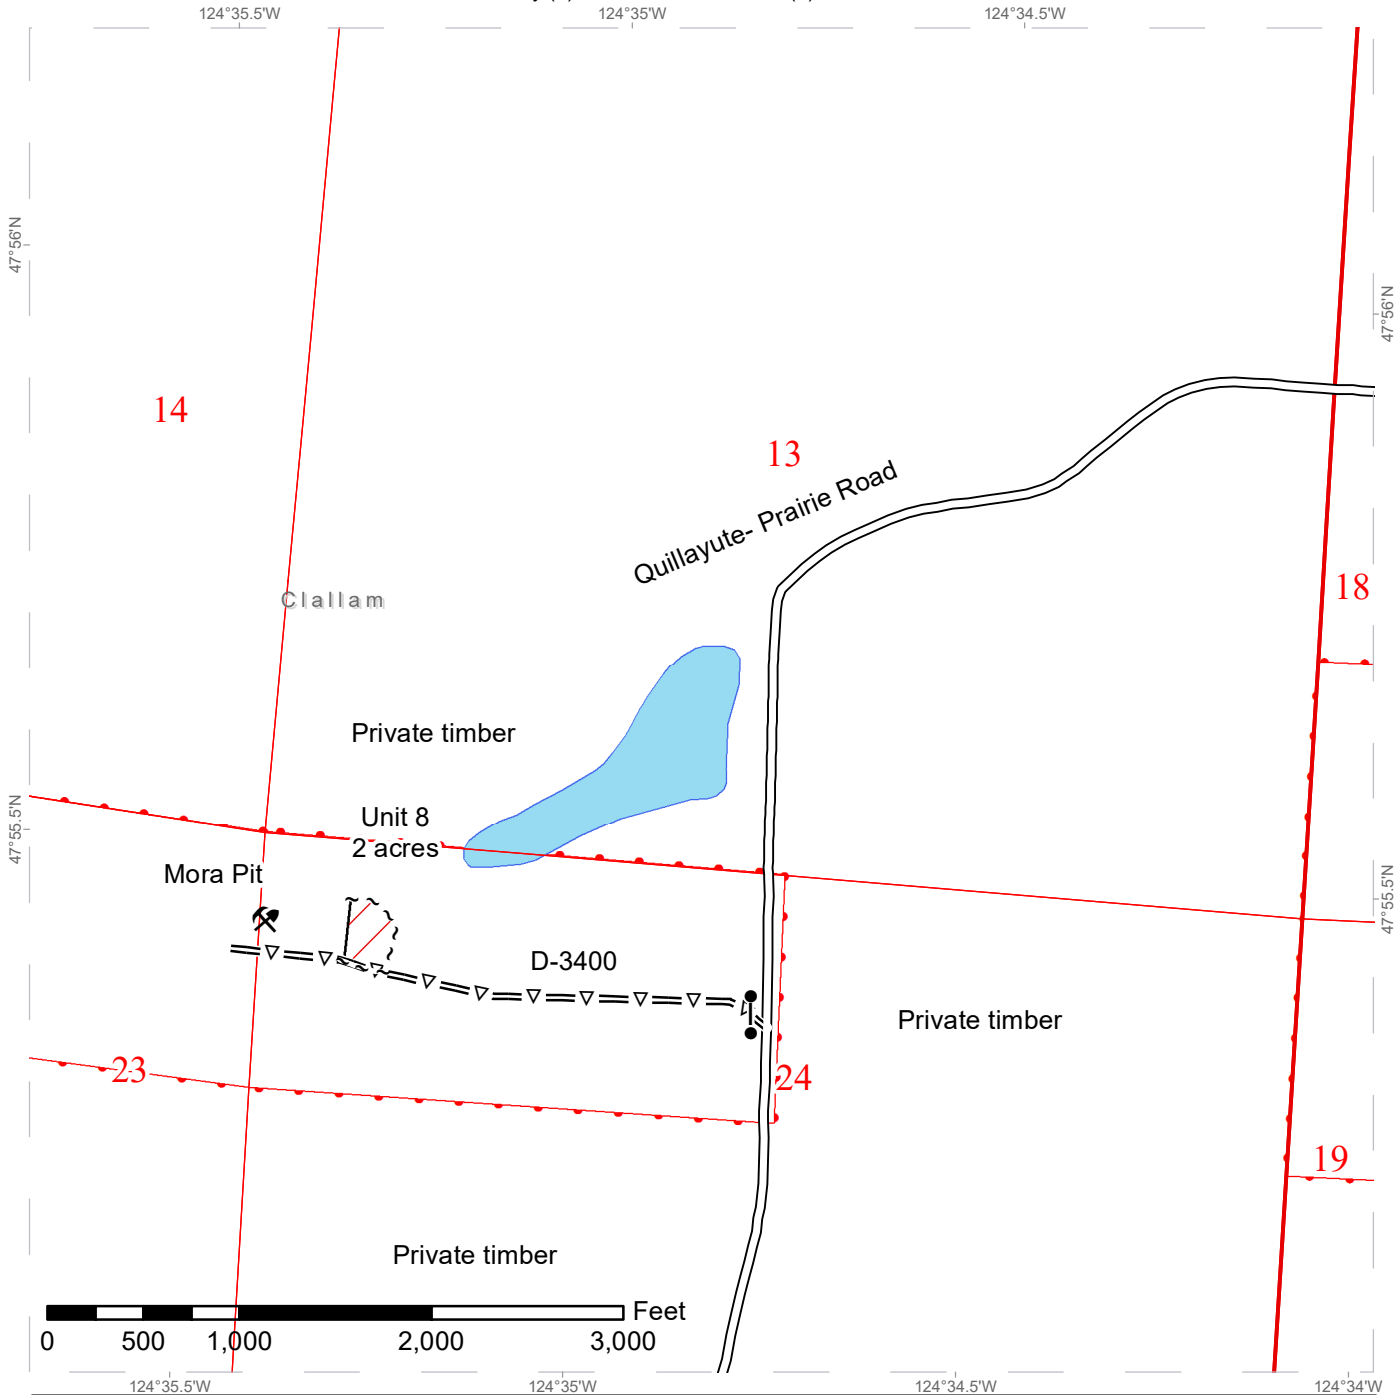 124°35.5'W 124°35'W 124°34.5'W
47°56'N
47°56'N
14
13
Quillayute- Prairie Road
18
Clallam
Private timber
Unit 8
2 acres
47°55.5'N
47°55.5'N
Mora Pit
D-3400
Private timber
23
24
19
Private timber
Feet
0 500 1,000 2,000 3,000
124°35.5'W 124°35'W 124°34.5'W 124°34'W